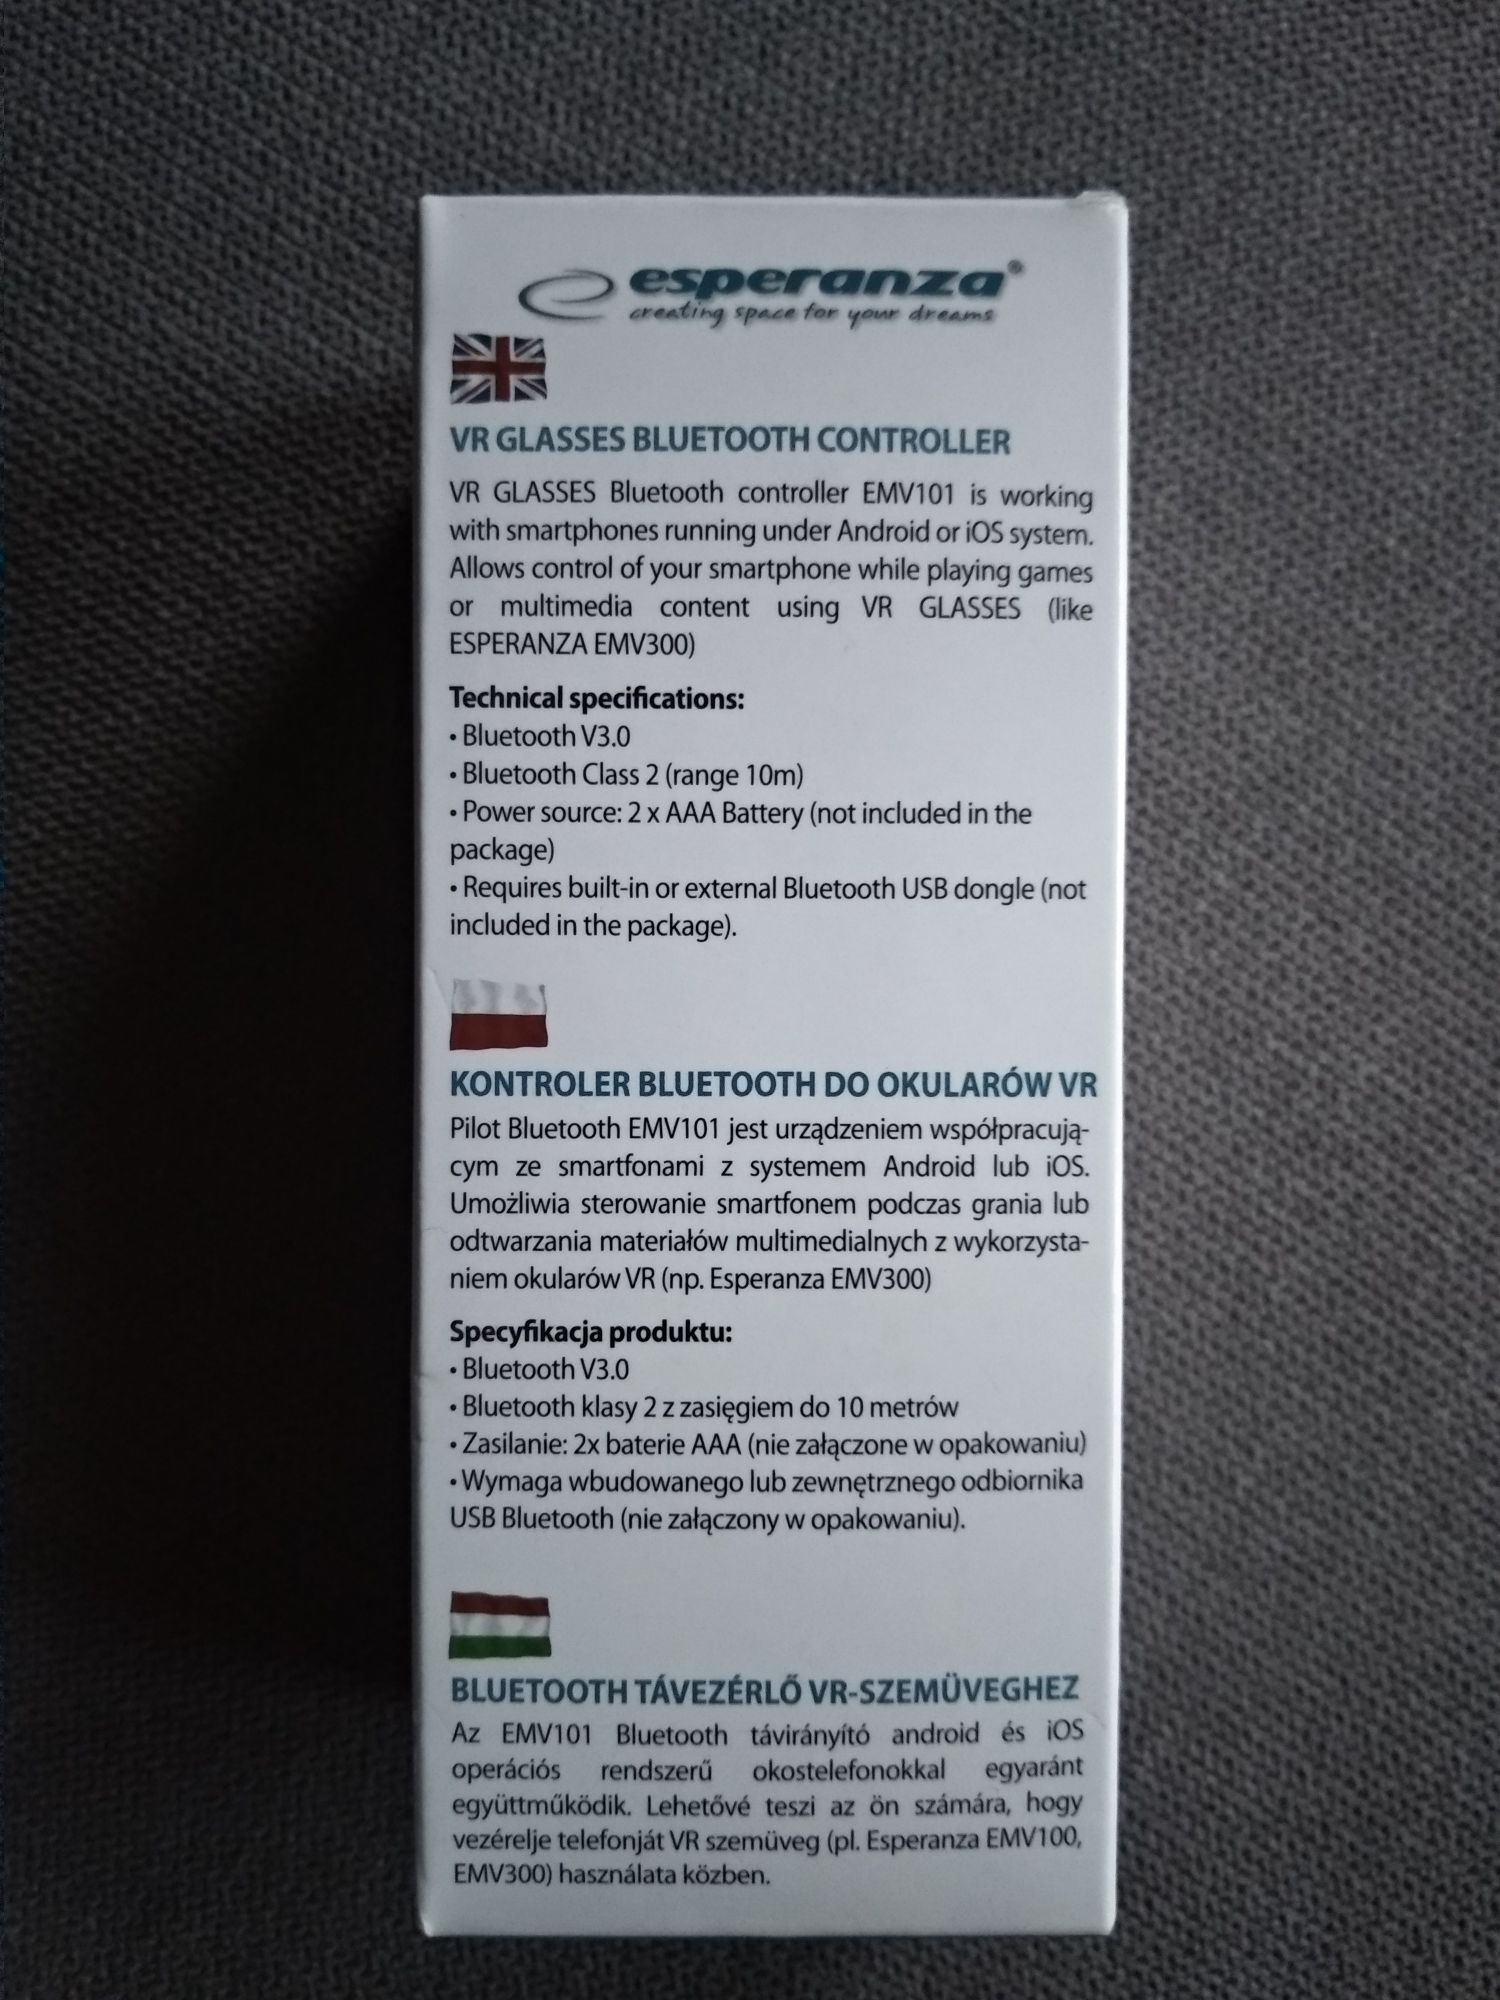 esperanza®
creating space for your dreams
VR GLASSES BLUETOOTH CONTROLLER
VR GLASSES Bluetooth controller EMV101 is working
with smartphones running under Android or iOS system.
Allows control of your smartphone while playing games
or multimedia content using VR GLASSES (like
ESPERANZA EMV300)
Technical specifications:
• Bluetooth V3.0
• Bluetooth Class 2 (range 10m)
• Power source: 2 x AAA Battery (not included in the
package)
• Requires built-in or external Bluetooth USB dongle (not
included in the package).
KONTROLER BLUETOOTH DO OKULARÓW VR
Pilot Bluetooth EMV101 jest urządzeniem współpracują-
cym ze smartfonami z systemem Android lub iOS.
Umożliwia sterowanie smartfonem podczas grania lub
odtwarzania materiałów multimedialnych z wykorzysta-
niem okularów VR (np. Esperanza EMV300)
Specyfikacja produktu:
• Bluetooth V3.0
• Bluetooth klasy 2 z zasięgiem do 10 metrów
• Zasilanie: 2x baterie AAA (nie załączone w opakowaniu)
• Wymaga wbudowanego lub zewnętrznego odbiornika
USB Bluetooth (nie załączony w opakowaniu).
BLUETOOTH TÁVEZÉRLŐ VR-SZEMÜVEGHEZ
Az EMV101 Bluetooth távirányító android és iOS
operációs rendszerű okostelefonokkal egyaránt
együttműködik. Lehetővé teszi az ön számára, hogy
vezérelje telefonját VR szemüveg (pl. Esperanza EMV100,
EMV300) használata közben.